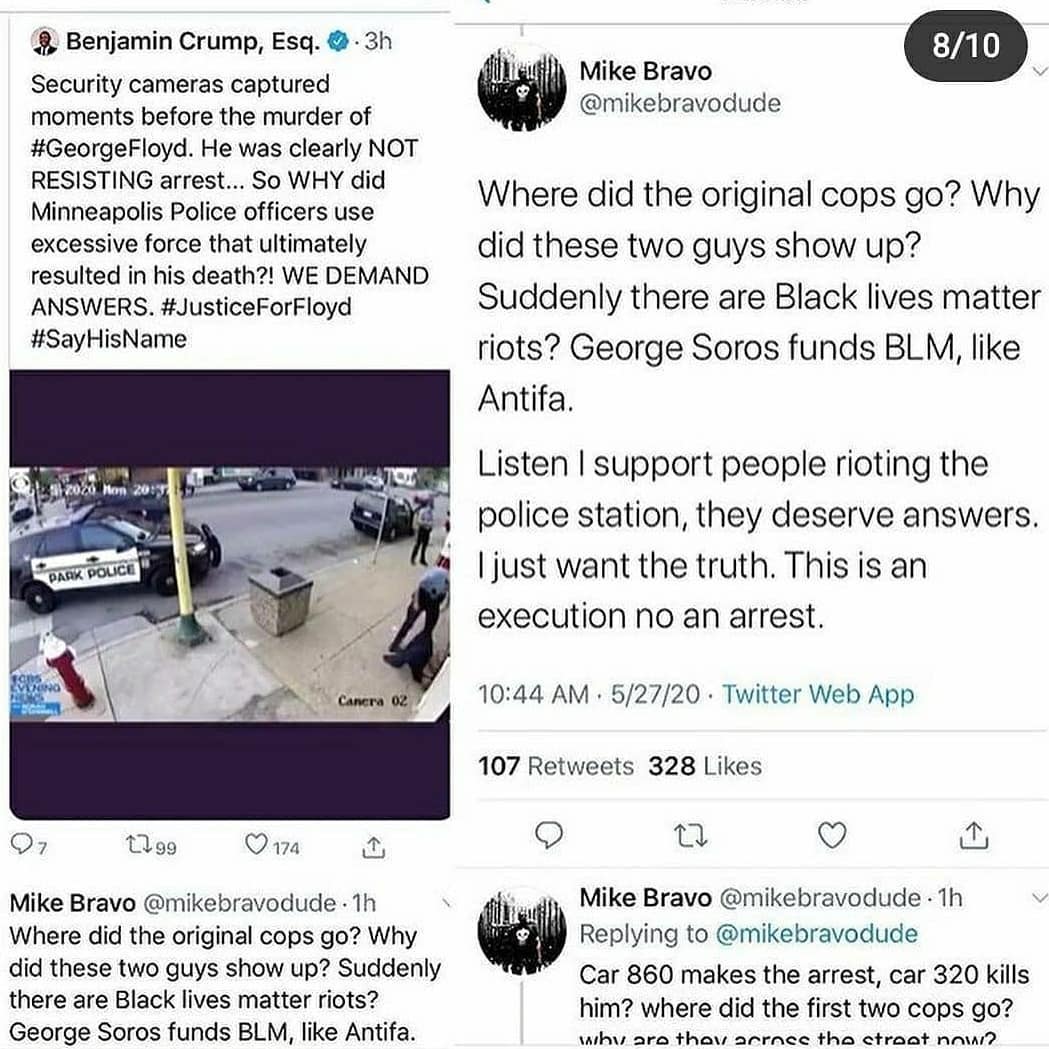 Benjamin Crump, Esq. · 3h
Security cameras captured
moments before the murder of
#GeorgeFloyd. He was clearly NOT
RESISTING arrest... So WHY did
Minneapolis Police officers use
excessive force that ultimately
resulted in his death?! WE DEMAND
ANSWERS. #JusticeForFloyd
#SayHisName
2020 Mon 20:
PARK POLICE
CBS
EVENING
NEWS
Camera 02
7 99 174
Mike Bravo @mikebravodude · 1h
Where did the original cops go? Why
did these two guys show up? Suddenly
there are Black lives matter riots?
George Soros funds BLM, like Antifa.
8/10
Mike Bravo
@mikebravodude
Where did the original cops go? Why
did these two guys show up?
Suddenly there are Black lives matter
riots? George Soros funds BLM, like
Antifa.
Listen I support people rioting the
police station, they deserve answers.
I just want the truth. This is an
execution no an arrest.
10:44 AM · 5/27/20 · Twitter Web App
107 Retweets 328 Likes
Mike Bravo @mikebravodude · 1h
Replying to @mikebravodude
Car 860 makes the arrest, car 320 kills
him? where did the first two cops go?
why are they across the street now?